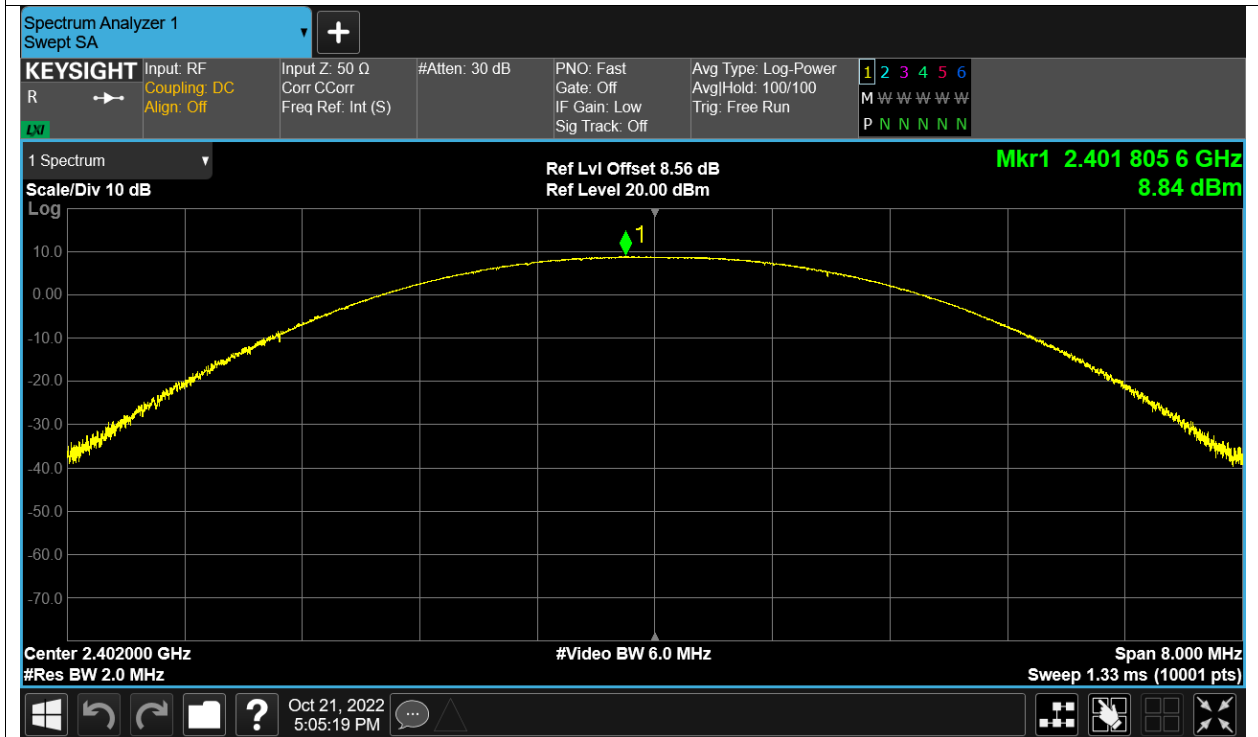 Spectrum Analyzer 1
Swept SA
KEYSIGHT
R
LXI
Input: RF
Coupling: DC
Align: Off
Input Z: 50 Ω
Corr CCorr
Freq Ref: Int (S)
#Atten: 30 dB
PNO: Fast
Gate: Off
IF Gain: Low
Sig Track: Off
Avg Type: Log-Power
Avg|Hold: 100/100
Trig: Free Run
1 2 3 4 5 6
M W W W W W
P N N N N N N
1 Spectrum
Scale/Div 10 dB
Log
Ref Lvl Offset 8.56 dB
Ref Level 20.00 dBm
Mkr1 2.401 805 6 GHz
8.84 dBm
1
10.0
0.00
-10.0
-20.0
-30.0
-40.0
-50.0
-60.0
-70.0
Center 2.402000 GHz
#Video BW 6.0 MHz
Span 8.000 MHz
#Res BW 2.0 MHz
Sweep 1.33 ms (10001 pts)
?
Oct 21, 2022
5:05:19 PM